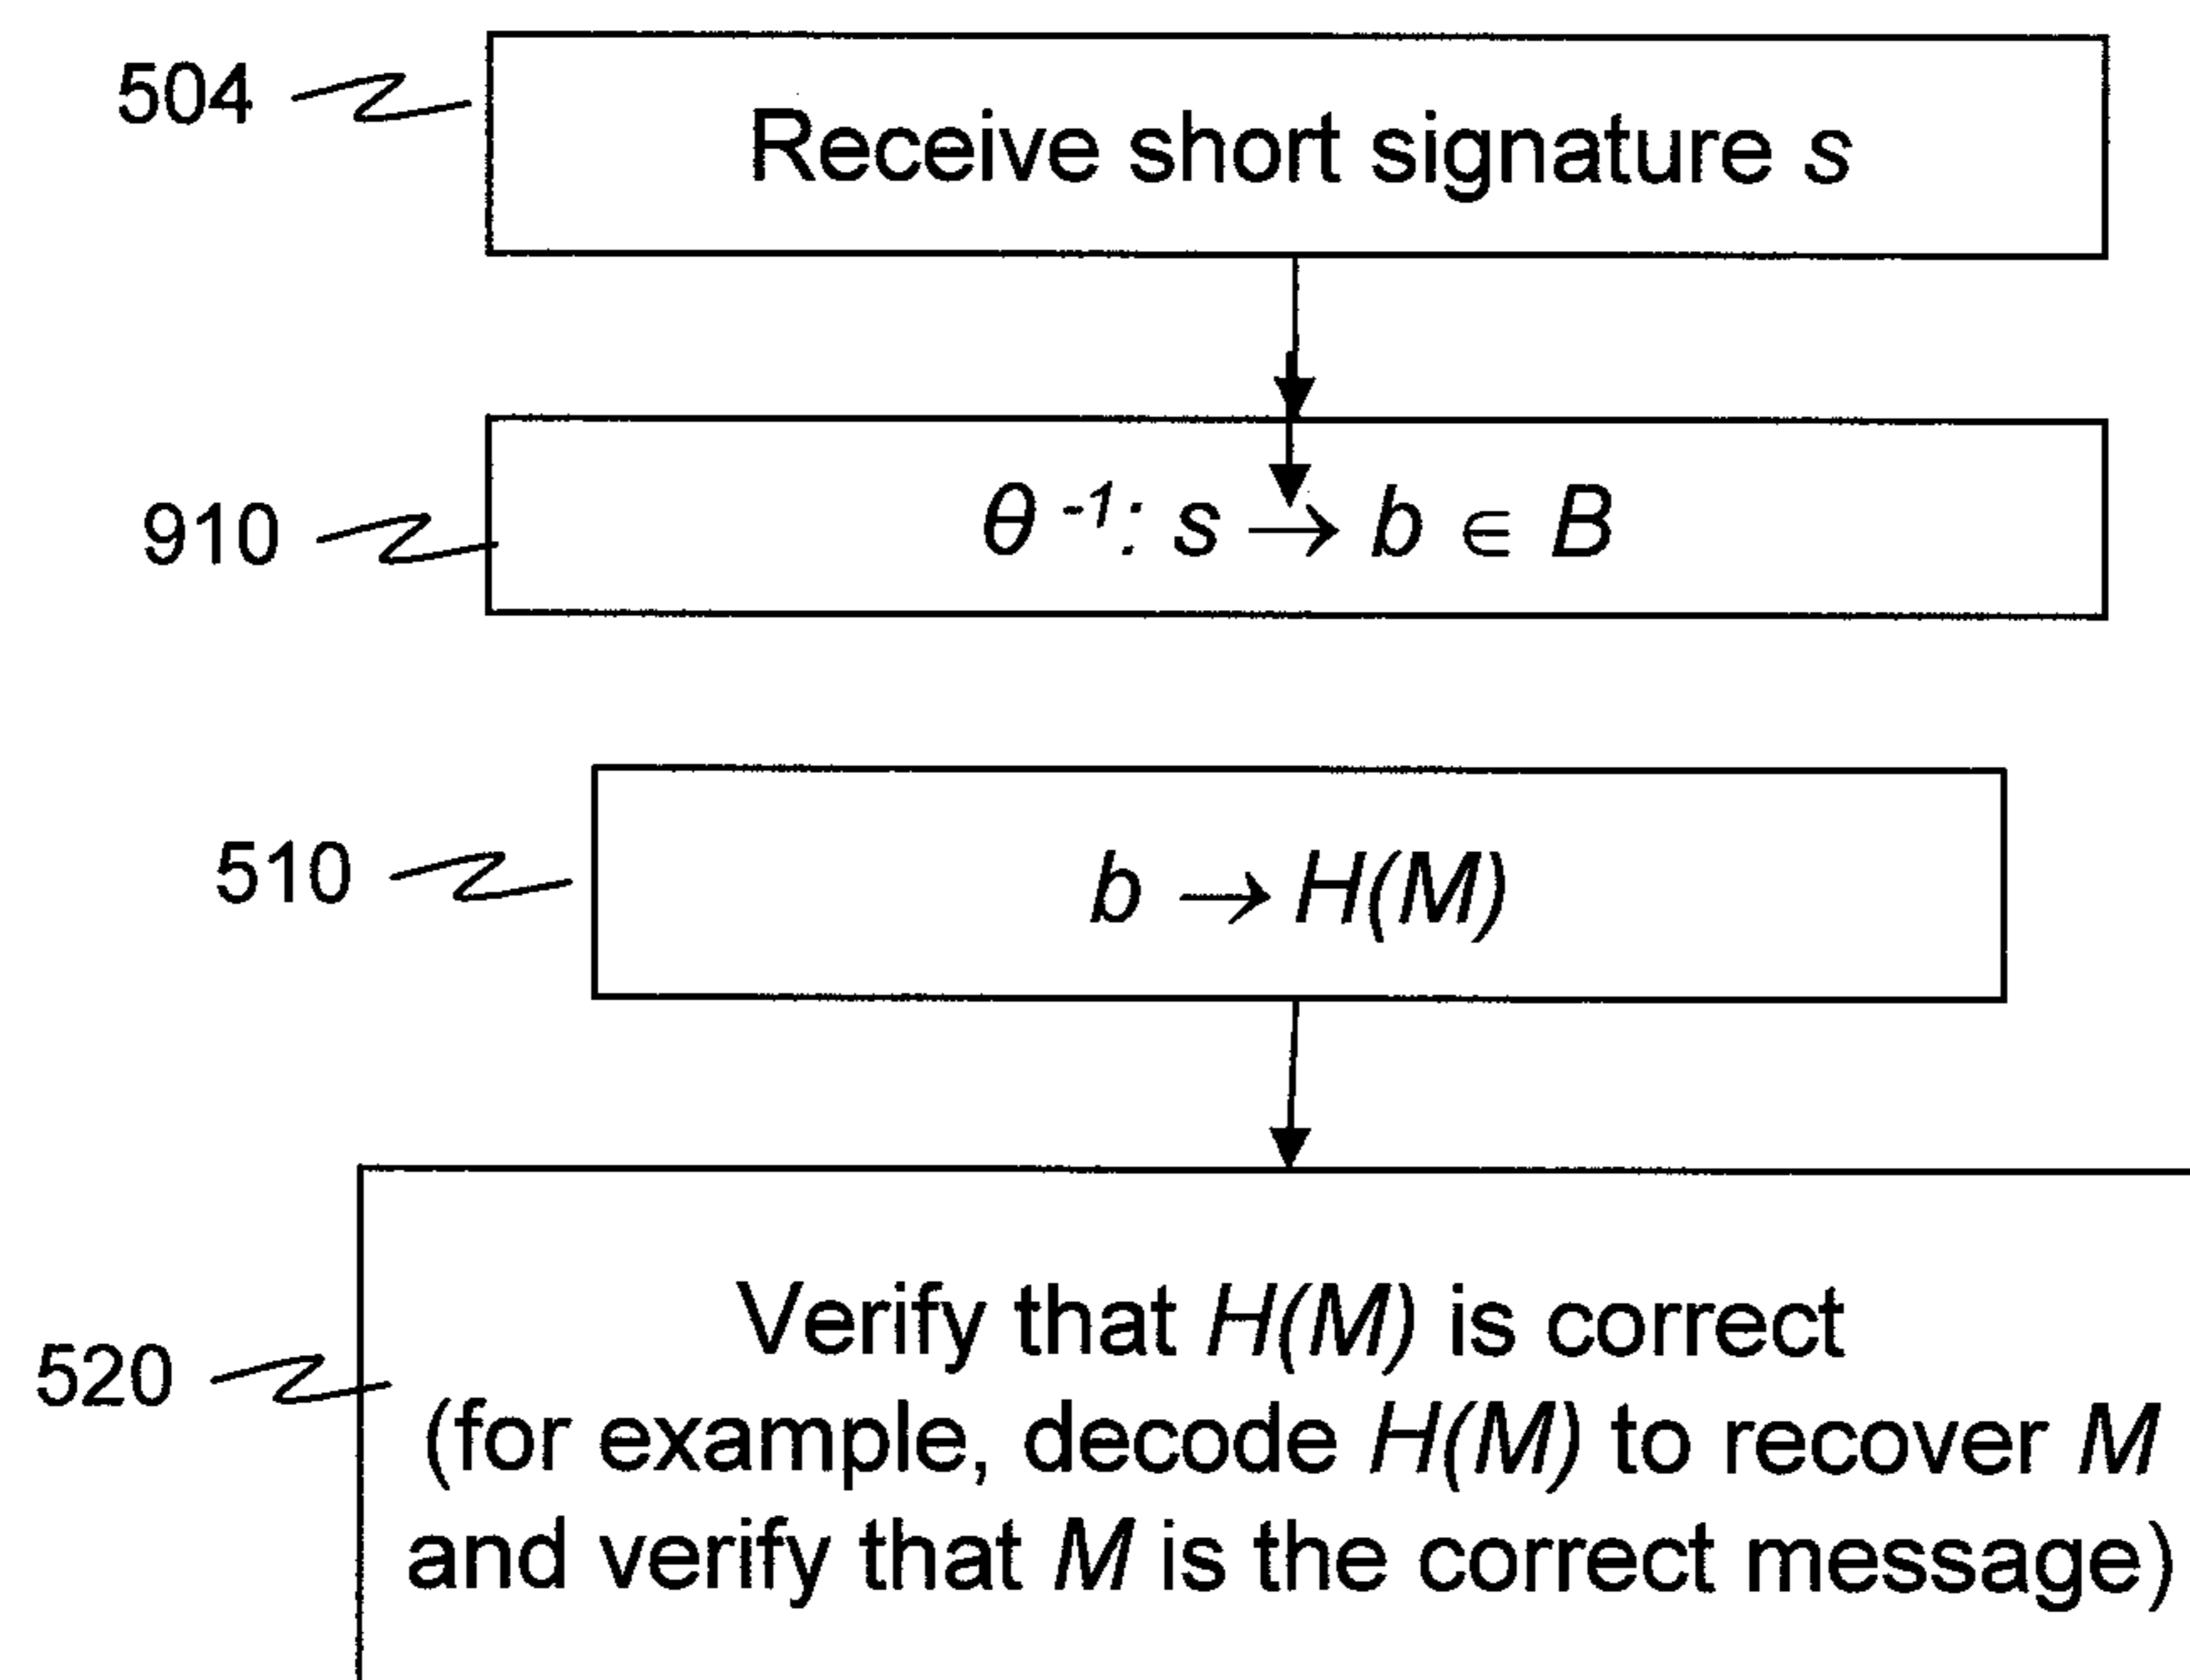 504
Receive short signature s
910
θ -1: s → b ∈ B
510
b → H(M)
520
Verify that H(M) is correct
(for example, decode H(M) to recover M
and verify that M is the correct message)